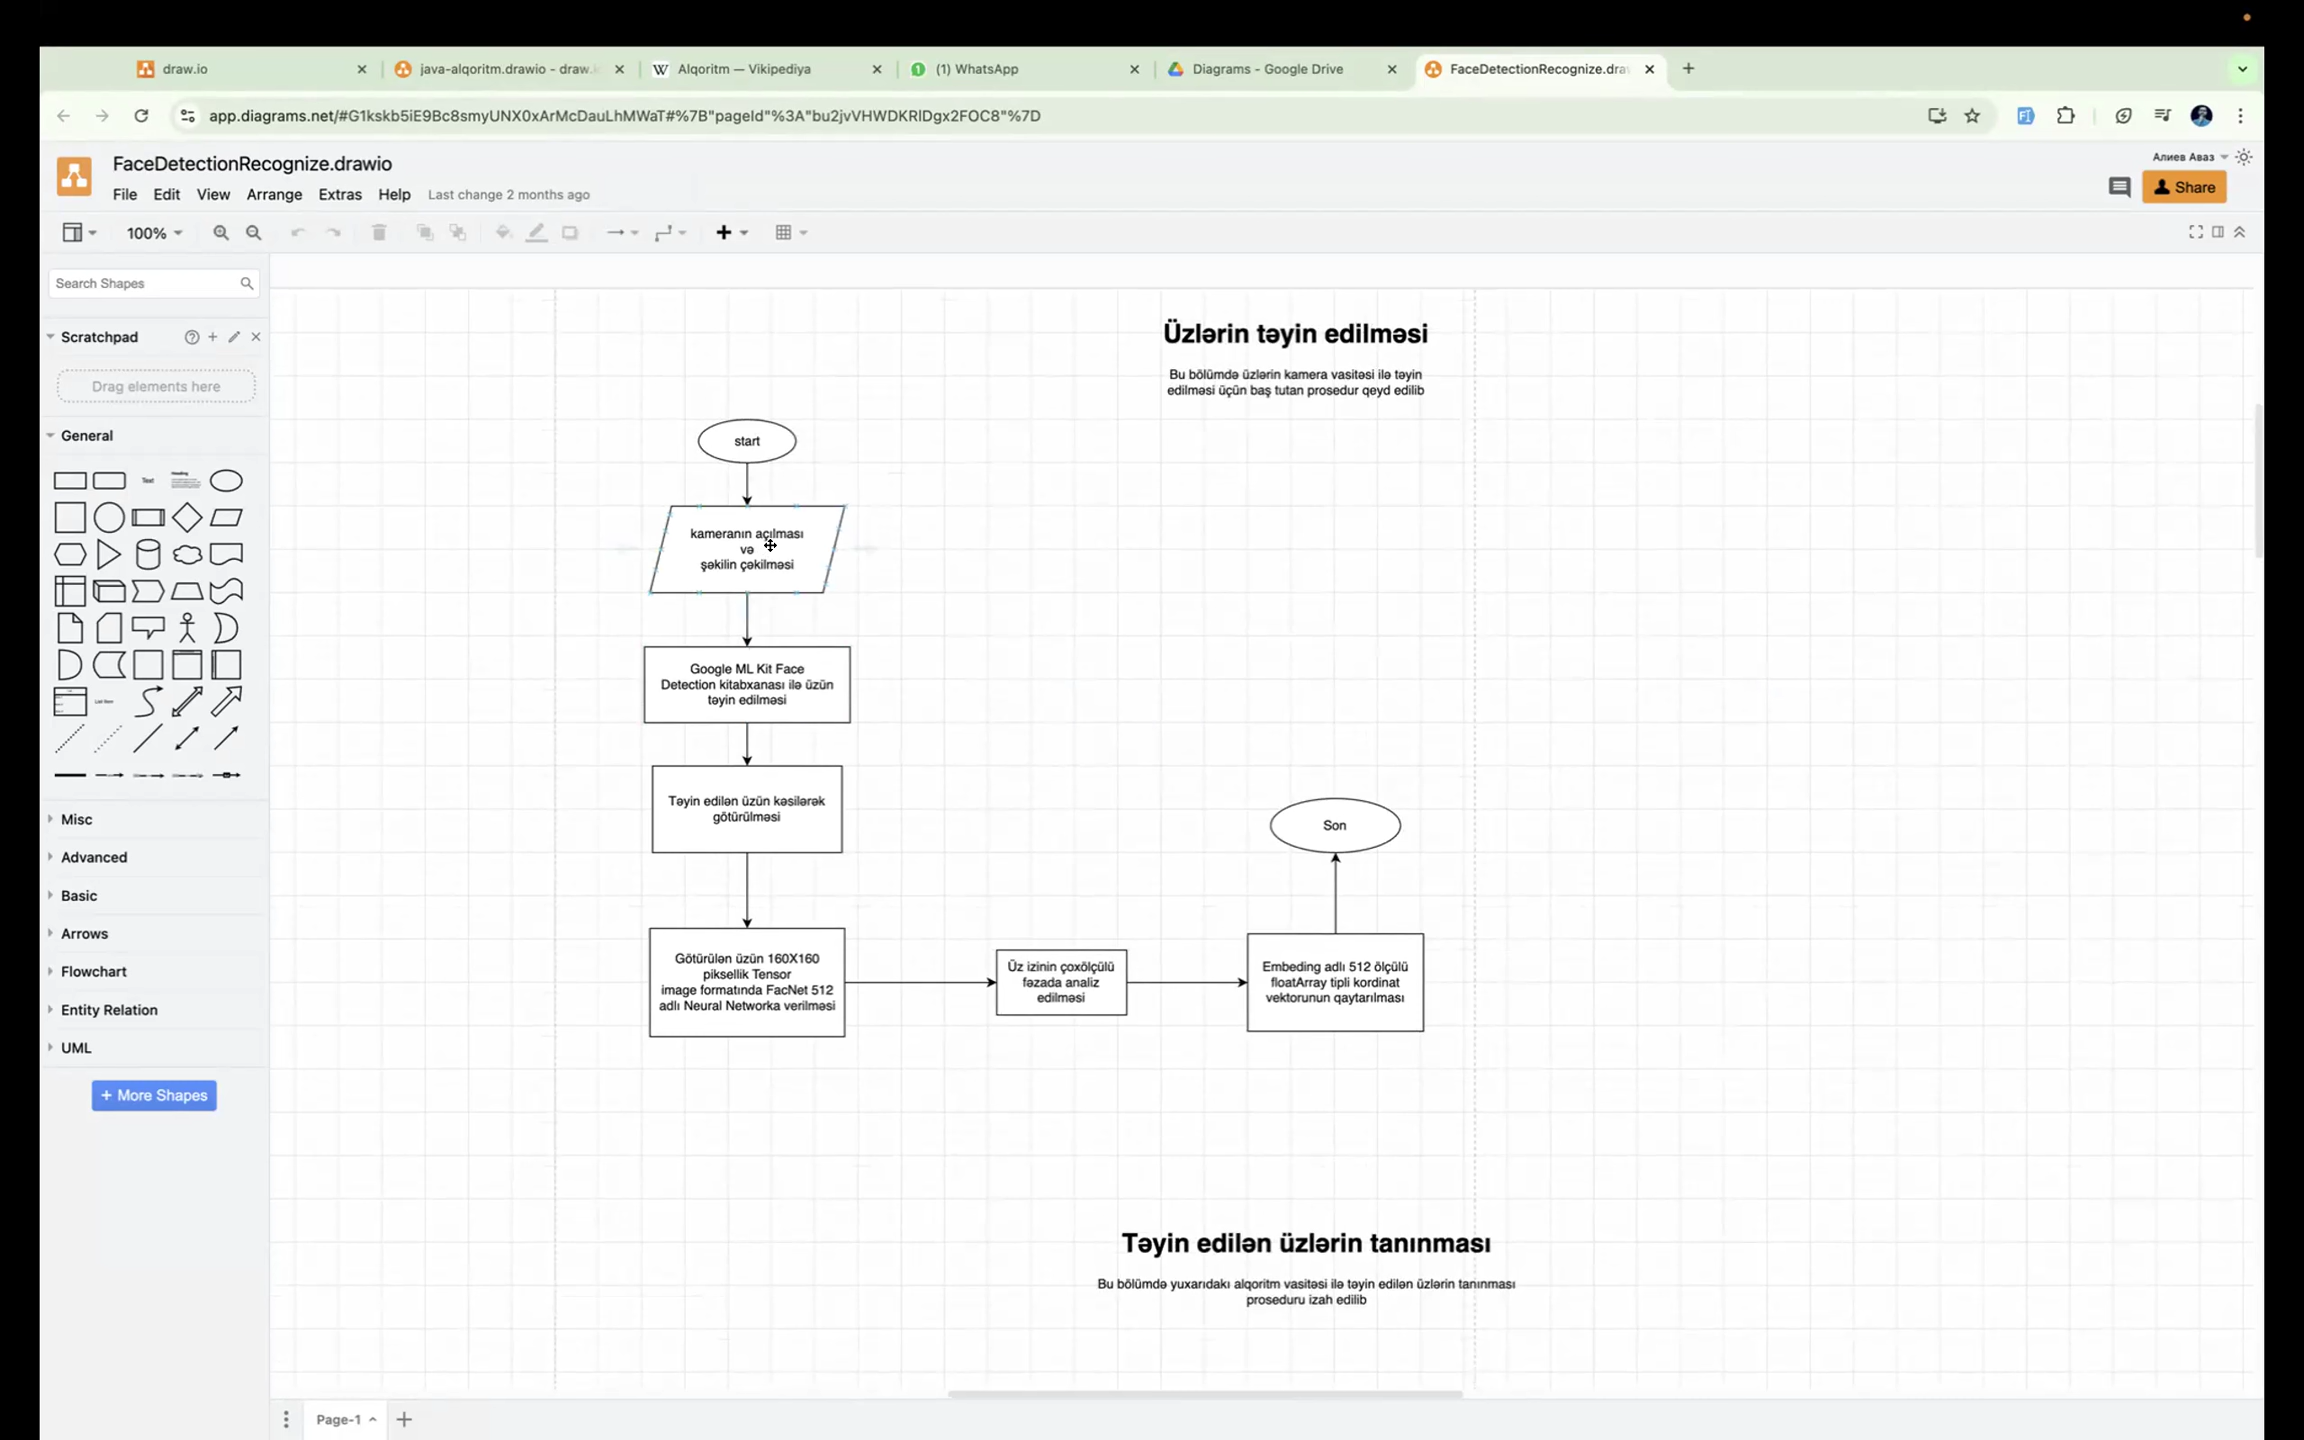 draw.io
java-alqoritm.drawio - draw.i
Alqoritm — Vikipediya
(1) WhatsApp
Diagrams - Google Drive
FaceDetectionRecognize.dra
app.diagrams.net/#G1kskb5iE9Bc8smyUNX0xArMcDauLhMWaT#%7B"pageId"%3A"bu2jvVHWDKRlDgx2FOC8"%7D
FaceDetectionRecognize.drawio
Алиев Аваз
File Edit View Arrange Extras Help Last change 2 months ago
Share
100%
Search Shapes
Scratchpad
Drag elements here
General
Text
Heading
List Item
Misc
Advanced
Basic
Arrows
Flowchart
Entity Relation
UML
+ More Shapes
Üzlərin təyin edilməsi
Bu bölümdə üzlərin kamera vasitəsi ilə təyin
edilməsi üçün baş tutan prosedur qeyd edilib
start
kameranın açılması
və
şəkilin çəkilməsi
Google ML Kit Face
Detection kitabxanası ilə üzün
təyin edilməsi
Təyin edilən üzün kəsilərək
götürülməsi
Götürülən üzün 160X160
piksellik Tensor
image formatında FacNet 512
adlı Neural Networka verilməsi
Üz izinin çoxölçülü
fəzada analiz
edilməsi
Embeding adlı 512 ölçülü
floatArray tipli kordinat
vektorunun qaytarılması
Son
Təyin edilən üzlərin tanınması
Bu bölümdə yuxarıdakı alqoritm vasitəsi ilə təyin edilən üzlərin tanınması
proseduru izah edilib
Page-1